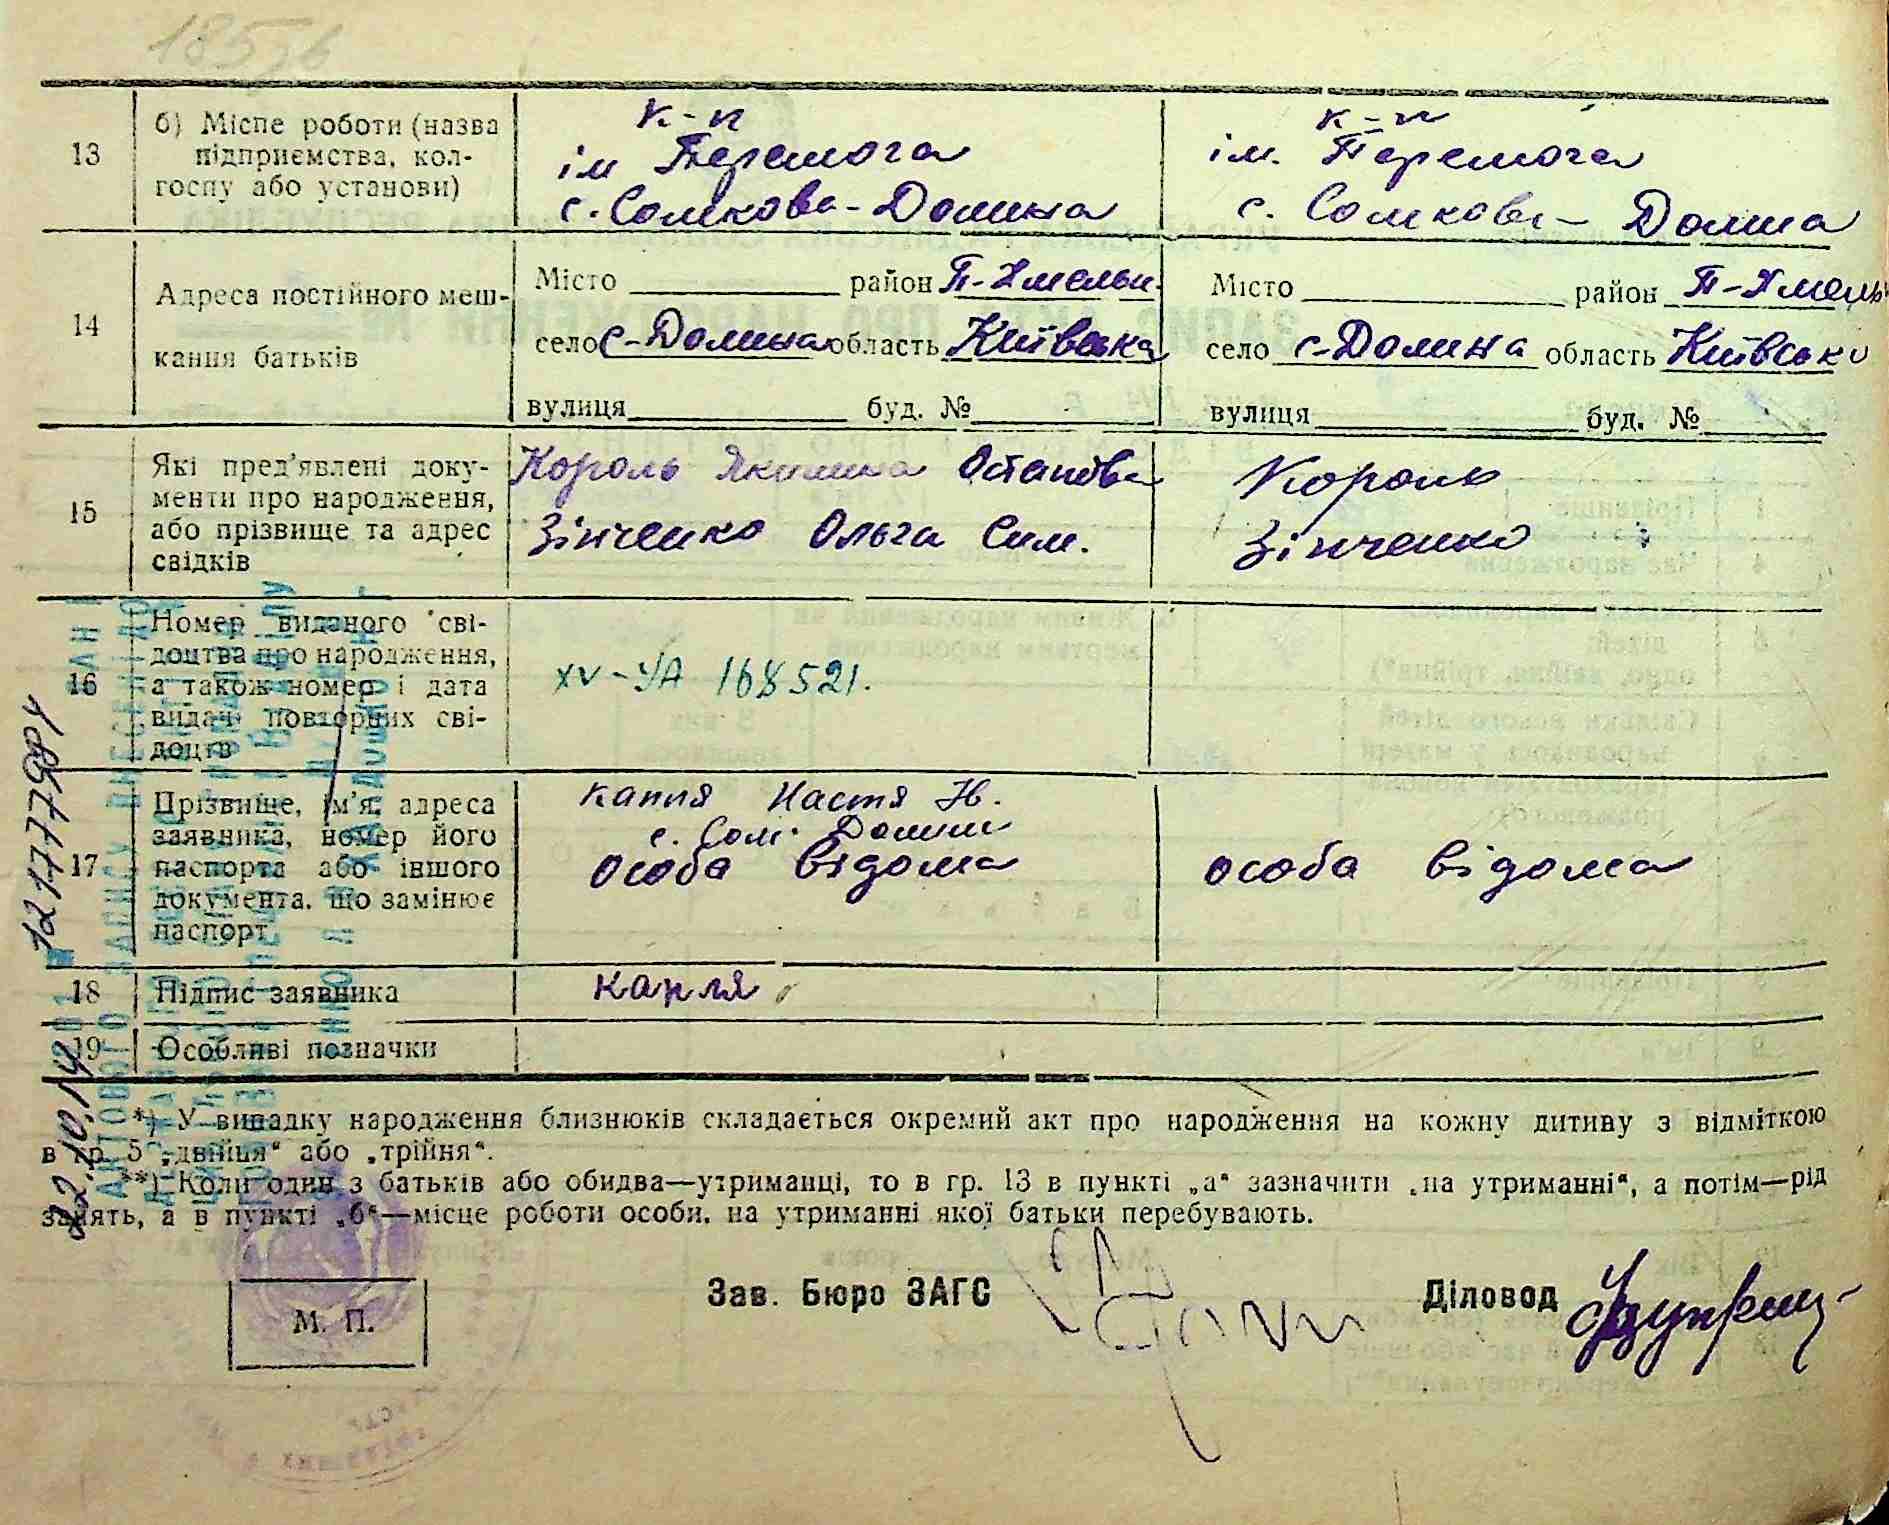 13
б) Місце роботи (назва
підприємства, кол-
госпу або установи)
к-п
ім Перемога
с. Сомкова-Долина
к-п
ім. Перемога
с. Сомкова- Долина
14
Адреса постійного меш-
кання батьків
Місто район П-Хмельн.
село с-Долина область Київська
вулиця буд. №
Місто район П-Хмельн
село с-Долина область Київська
вулиця буд. №
15
Які пред'явлені доку-
менти про народження,
або прізвище та адрес
свідків
Король Якилина Остапівна
Зінченко Ольга Сим.
Король
Зінченко
16
Номер виданого сві-
доцтва про народження,
а також номер і дата
видачі повторних сві-
доцтв
XV-УА 168521.
17
Прізвище, ім'я, адреса
заявника, номер його
паспорта або іншого
документа, що замінює
паспорт
Капля Настя Ів.
с. Сом. Долина
особа відома
особа відома
18
Підпис заявника
Капля
19
Особливі позначки
*) У випадку народження близнюків складається окремий акт про народження на кожну дитину з відміткою
в гр. 5 „двійня“ або „трійня“.
**) Коли один з батьків або обидва—утриманці, то в гр. 13 в пункті „а“ зазначити „на утриманні“, а потім—рід
занять, а в пункті „б“—місце роботи особи, на утриманні якої батьки перебувають.
Зав. Бюро ЗАГС
Діловод
М. П.